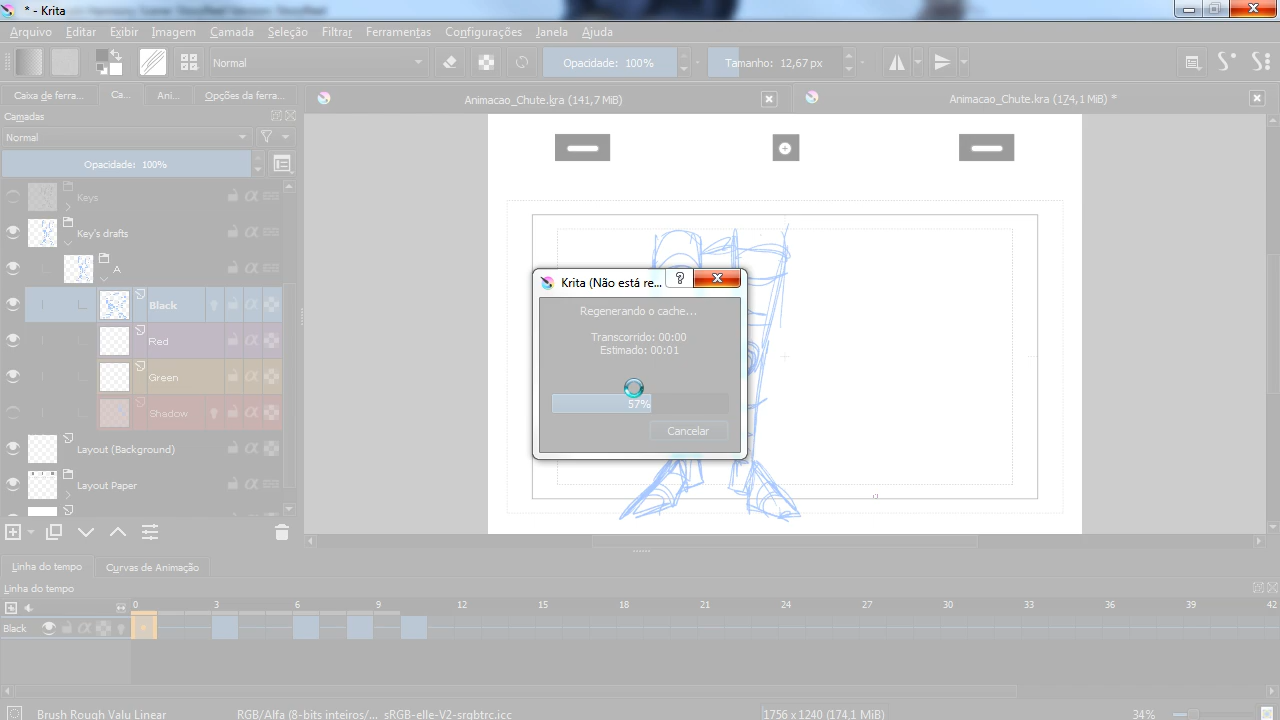 * - Krita
Arquivo Editar Exibir Imagem Camada Seleção Filtrar Ferramentas Configurações Janela Ajuda
Normal Opacidade: 100% Tamanho: 12,67 px
Caixa de ferra... Ca... Ani... Opções da ferra...
Animacao_Chute.kra (141,7 MiB)
Animacao_Chute.kra (174,1 MiB) *
Camadas
Normal
Opacidade: 100%
Keys
Key's drafts
A
Black
Red
Green
Shadow
Layout (Background)
Layout Paper
Krita (Não está re...
Regenerando o cache...
Transcorrido: 00:00
Estimado: 00:01
57%
Cancelar
Linha do tempo Curvas de Animação
Linha do tempo
0 3 6 9 12 15 18 21 24 27 30 33 36 39 42
Black
Brush Rough Valu Linear RGB/Alfa (8-bits inteiros/... sRGB-elle-V2-srgbtrc.icc 1756 x 1240 (174,1 MiB) 34%